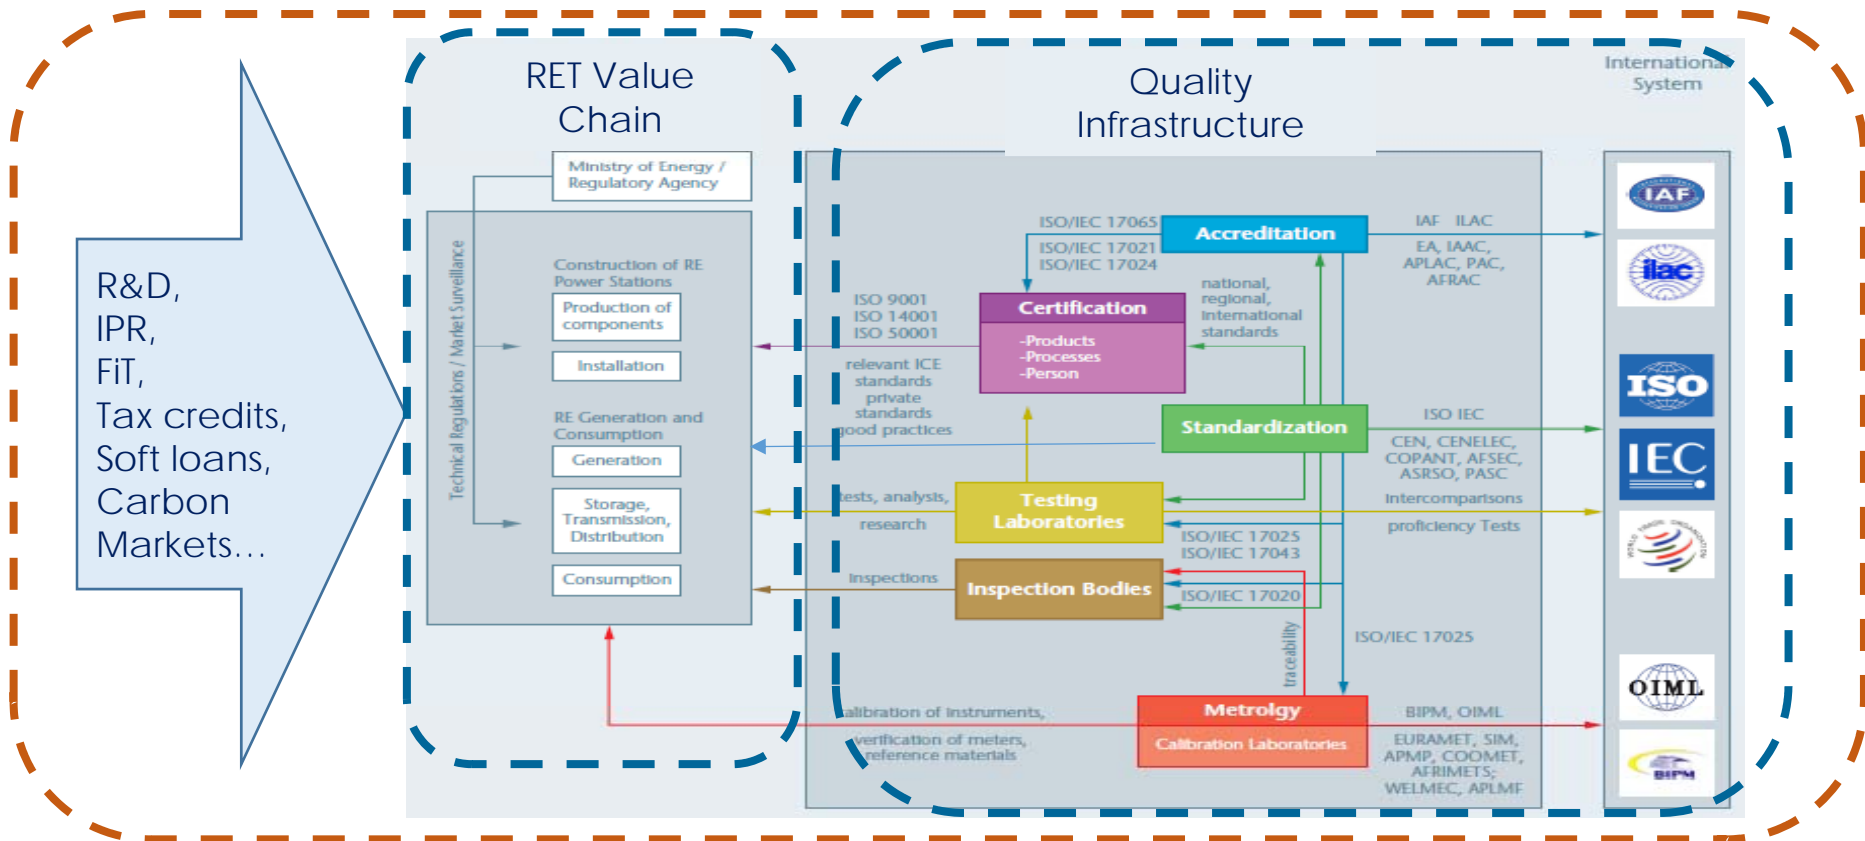 R&D,
IPR,
FiT,
Tax credits,
Soft loans,
Carbon
Markets...
RET Value
Chain
Ministry of Energy /
Regulatory Agency
Technical Regulations / Market Surveillance
Construction of RE
Power Stations
Production of
components
Installation
RE Generation and
Consumption
Generation
Storage,
Transmission,
Distribution
Consumption
Quality
Infrastructure
ISO/IEC 17065
ISO/IEC 17021
ISO/IEC 17024
Accreditation
IAF ILAC
EA, IAAC,
APLAC, PAC,
AFRAC
ISO 9001
ISO 14001
ISO 50001
relevant ICE
standards
private
standards
good practices
Certification
-Products
-Processes
-Person
national,
regional,
international
standards
Standardization
ISO IEC
CEN, CENELEC,
COPANT, AFSEC,
ASRSO, PASC
tests, analysis,
research
Testing
Laboratories
intercomparisons
proficiency Tests
ISO/IEC 17025
ISO/IEC 17043
inspections
Inspection Bodies
ISO/IEC 17020
traceability
ISO/IEC 17025
calibration of instruments,
verification of meters,
reference materials
Metrolgy
Calibration Laboratories
BIPM, OIML
EURAMET, SIM,
APMP, COOMET,
AFRIMETS;
WELMEC, APLMF
International
System
IAF
ilac
ISO
IEC
WORLD TRADE ORGANIZATION
OIML
BIPM